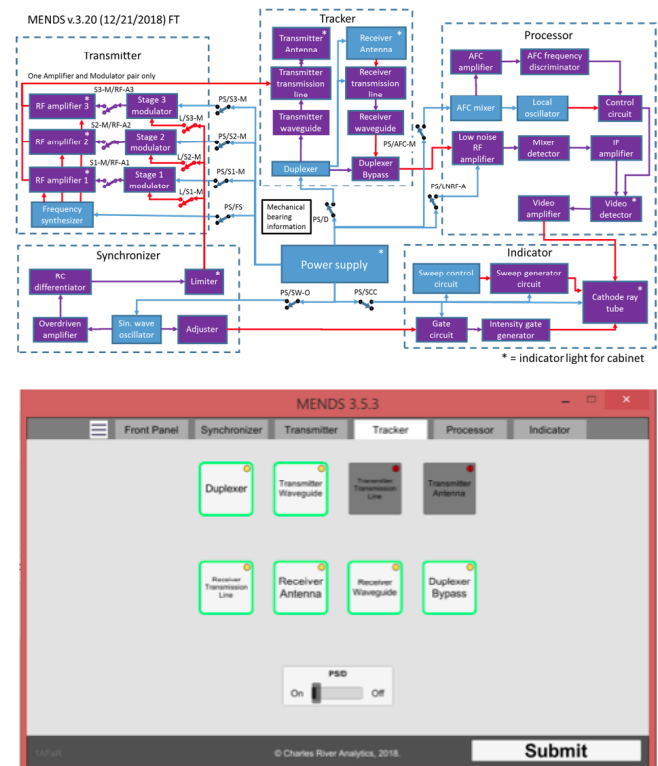 MENDS v.3.20 (12/21/2018) FT
Tracker
Transmitter
Processor
One Amplifier and Modulator pair only
S3-M/RF-A3
RF amplifier 3 *
Stage 3 modulator
L/S3-M
PS/S3-M
S2-M/RF-A2
RF amplifier 2 *
Stage 2 modulator
L/S2-M
PS/S2-M
S1-M/RF-A1
RF amplifier 1 *
Stage 1 modulator
L/S1-M
PS/S1-M
Frequency synthesizer
PS/FS
Transmitter Antenna *
Receiver Antenna *
Transmitter transmission line
Receiver transmission line
Transmitter waveguide
Receiver waveguide
Duplexer
Duplexer Bypass
PS/AFC-M
PS/D
PS/LNRF-A
Mechanical bearing information
AFC amplifier
AFC frequency discriminator
AFC mixer
Local oscillator
Control circuit
Low noise RF amplifier
Mixer detector
IF amplifier
Video amplifier
Video detector *
Synchronizer
RC differentiator
Limiter *
Overdriven amplifier
Sin. wave oscillator
Adjuster
Power supply *
PS/SW-O
PS/SCC
Indicator
Sweep control circuit
Sweep generator circuit
Cathode ray tube *
Gate circuit
Intensity gate generator
* = indicator light for cabinet
MENDS 3.5.3
Front Panel
Synchronizer
Transmitter
Tracker
Processor
Indicator
Duplexer
Transmitter Waveguide
Transmitter Transmission Line
Transmitter Antenna
Receiver Transmission Line
Receiver Antenna
Receiver Waveguide
Duplexer Bypass
PS/D
On
Off
© Charles River Analytics, 2018.
Submit